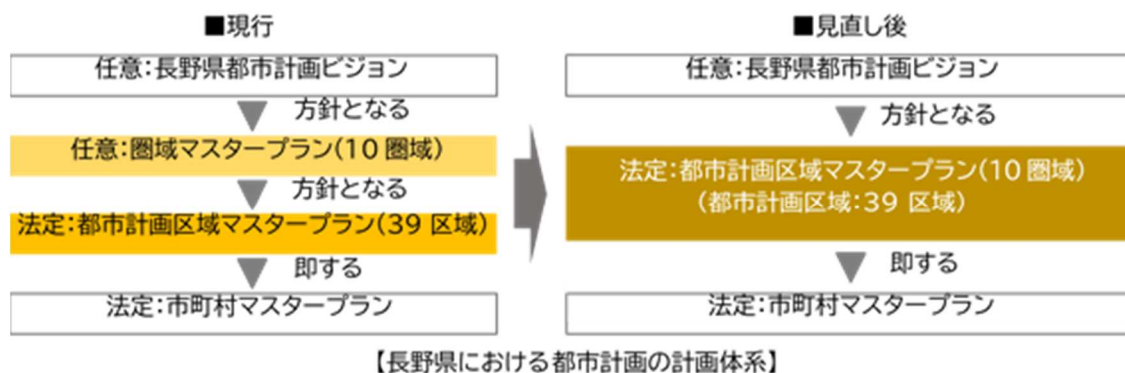 ■現行
任意：長野県都市計画ビジョン
方針となる
任意：圏域マスタープラン(10 圏域)
方針となる
法定：都市計画区域マスタープラン(39 区域)
即する
法定：市町村マスタープラン
■見直し後
任意：長野県都市計画ビジョン
方針となる
法定：都市計画区域マスタープラン(10 圏域)
(都市計画区域：39 区域)
即する
法定：市町村マスタープラン
【長野県における都市計画の計画体系】